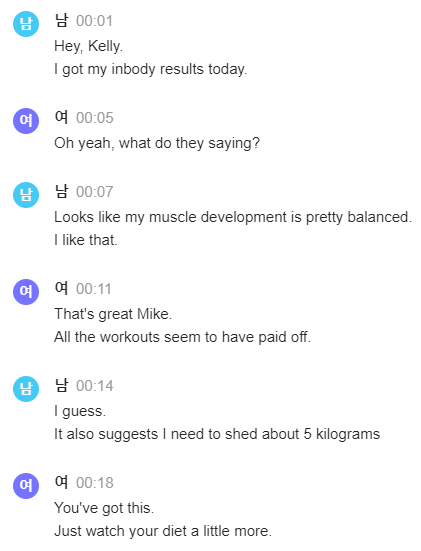 남 남 00:01
Hey, Kelly.
I got my inbody results today.
여 여 00:05
Oh yeah, what do they saying?
남 남 00:07
Looks like my muscle development is pretty balanced.
I like that.
여 여 00:11
That's great Mike.
All the workouts seem to have paid off.
남 남 00:14
I guess.
It also suggests I need to shed about 5 kilograms
여 여 00:18
You've got this.
Just watch your diet a little more.